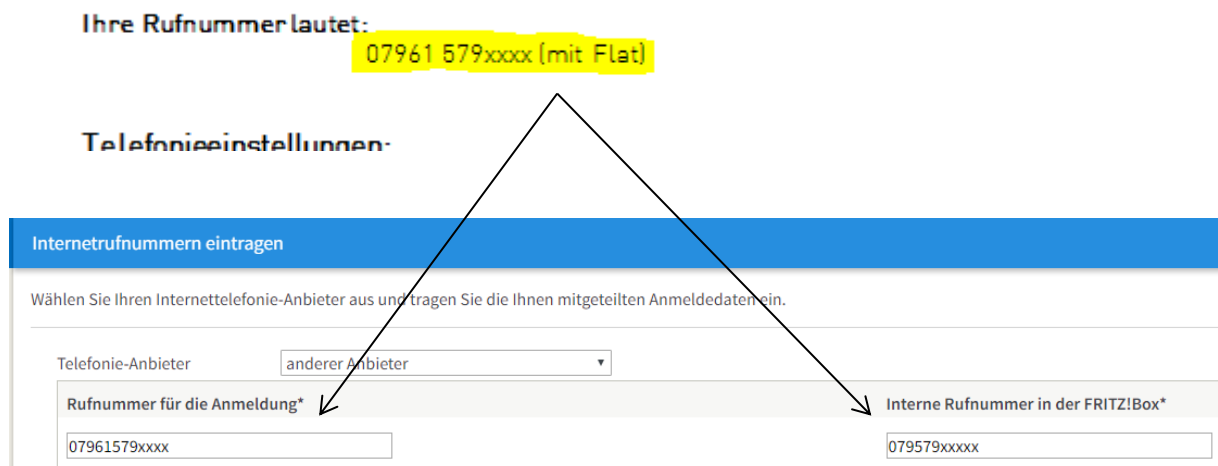 Ihre Rufnummer lautet:
07961 579xxxx (mit Flat)
Telefonieeinstellungen:
Internetrufnummern eintragen
Wählen Sie Ihren Internettelefonie-Anbieter aus und tragen Sie die Ihnen mitgeteilten Anmeldedaten ein.
Telefonie-Anbieter anderer Anbieter
Rufnummer für die Anmeldung* Interne Rufnummer in der FRITZ!Box*
07961579xxxx 079579xxxxx